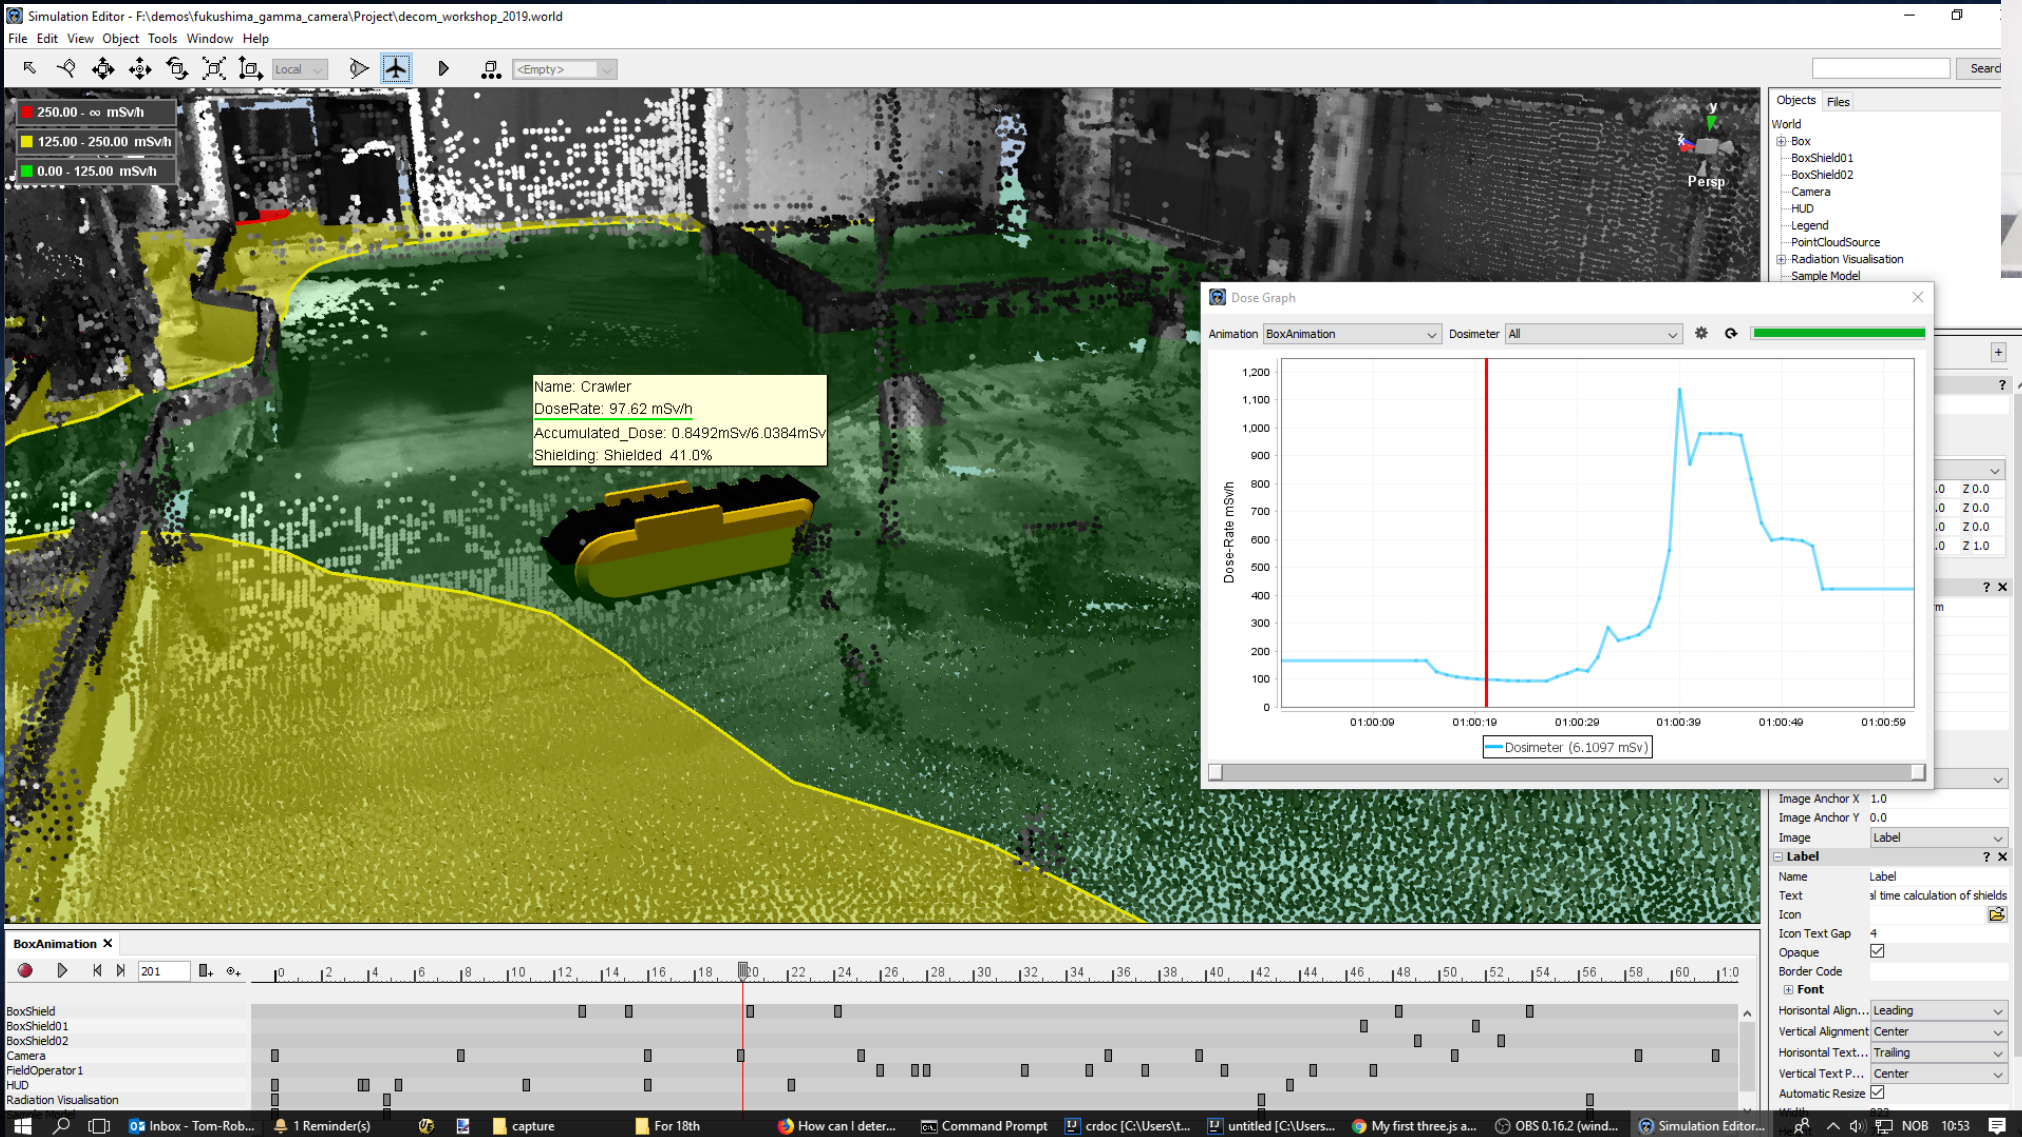 Simulation Editor - F:\demos\fukushima_gamma_camera\Project\decom_workshop_2019.world
File Edit View Object Tools Window Help
Local
<Empty>
Search
250.00 - ∞ mSv/h
125.00 - 250.00 mSv/h
0.00 - 125.00 mSv/h
y
z
Persp
Objects Files
World
Box
BoxShield01
BoxShield02
Camera
HUD
Legend
PointCloudSource
Radiation Visualisation
Sample Model
Name: Crawler
DoseRate: 97.62 mSv/h
Accumulated_Dose: 0.8492mSv/6.0384mSv
Shielding: Shielded 41.0%
Dose Graph
Animation BoxAnimation Dosimeter All
Dose-Rate mSv/h
1,200
1,100
1,000
900
800
700
600
500
400
300
200
100
0
01:00:09 01:00:19 01:00:29 01:00:39 01:00:49 01:00:59
Dosimeter (6.1097 mSv)
+
?
.0 Z 0.0
.0 Z 0.0
.0 Z 0.0
.0 Z 1.0
?
Image Anchor X 1.0
Image Anchor Y 0.0
Image Label
Label ?
Name Label
Text al time calculation of shields
Icon
Icon Text Gap 4
Opaque
Border Code
Font
Horisontal Align... Leading
Vertical Alignment Center
Horisontal Text... Trailing
Vertical Text P... Center
Automatic Resize
Width 823
BoxAnimation
201
0 2 4 6 8 10 12 14 16 18 20 22 24 26 28 30 32 34 36 38 40 42 44 46 48 50 52 54 56 58 60 1:0
BoxShield
BoxShield01
BoxShield02
Camera
FieldOperator1
HUD
Radiation Visualisation
Sample Model
Inbox - Tom-Rob... 1 Reminder(s) capture For 18th How can I deter... Command Prompt crdoc [C:\Users\t... untitled [C:\Users... My first three.js a... OBS 0.16.2 (wind... Simulation Editor... NOB 10:53